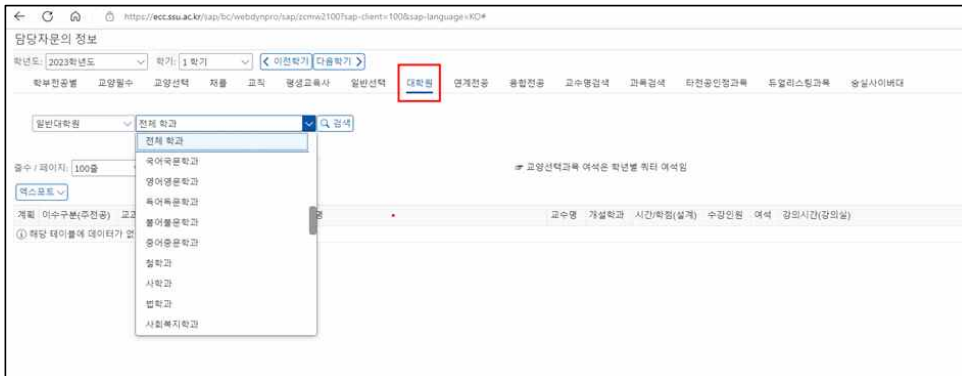 https://ecc.ssu.ac.kr/sap/bc/webdynpro/sap/zcmw2100?sap-client=100&sap-language=KO#
담당자문의 정보
학년도: 2023학년도 학기: 1 학기 이전학기 다음학기
학부전공별 교양필수 교양선택 채플 교직 평생교육사 일반선택 대학원 연계전공 융합전공 교수명검색 과목검색 타전공인정과목 듀얼리스팅과목 숭실사이버대
일반대학원 전체 학과 검색
전체 학과
국어국문학과
줄수 / 페이지: 100줄 ☞ 교양선택과목 여석은 학년별 쿼터 여석임
영어영문학과
엑스포트
독어독문학과
계획 이수구분(주전공) 명 교수명 개설학과 시간/학점(설계) 수강인원 여석 강의시간(강의실)
불어불문학과
해당 테이블에 데이터가 없
중어중문학과
철학과
사학과
법학과
사회복지학과